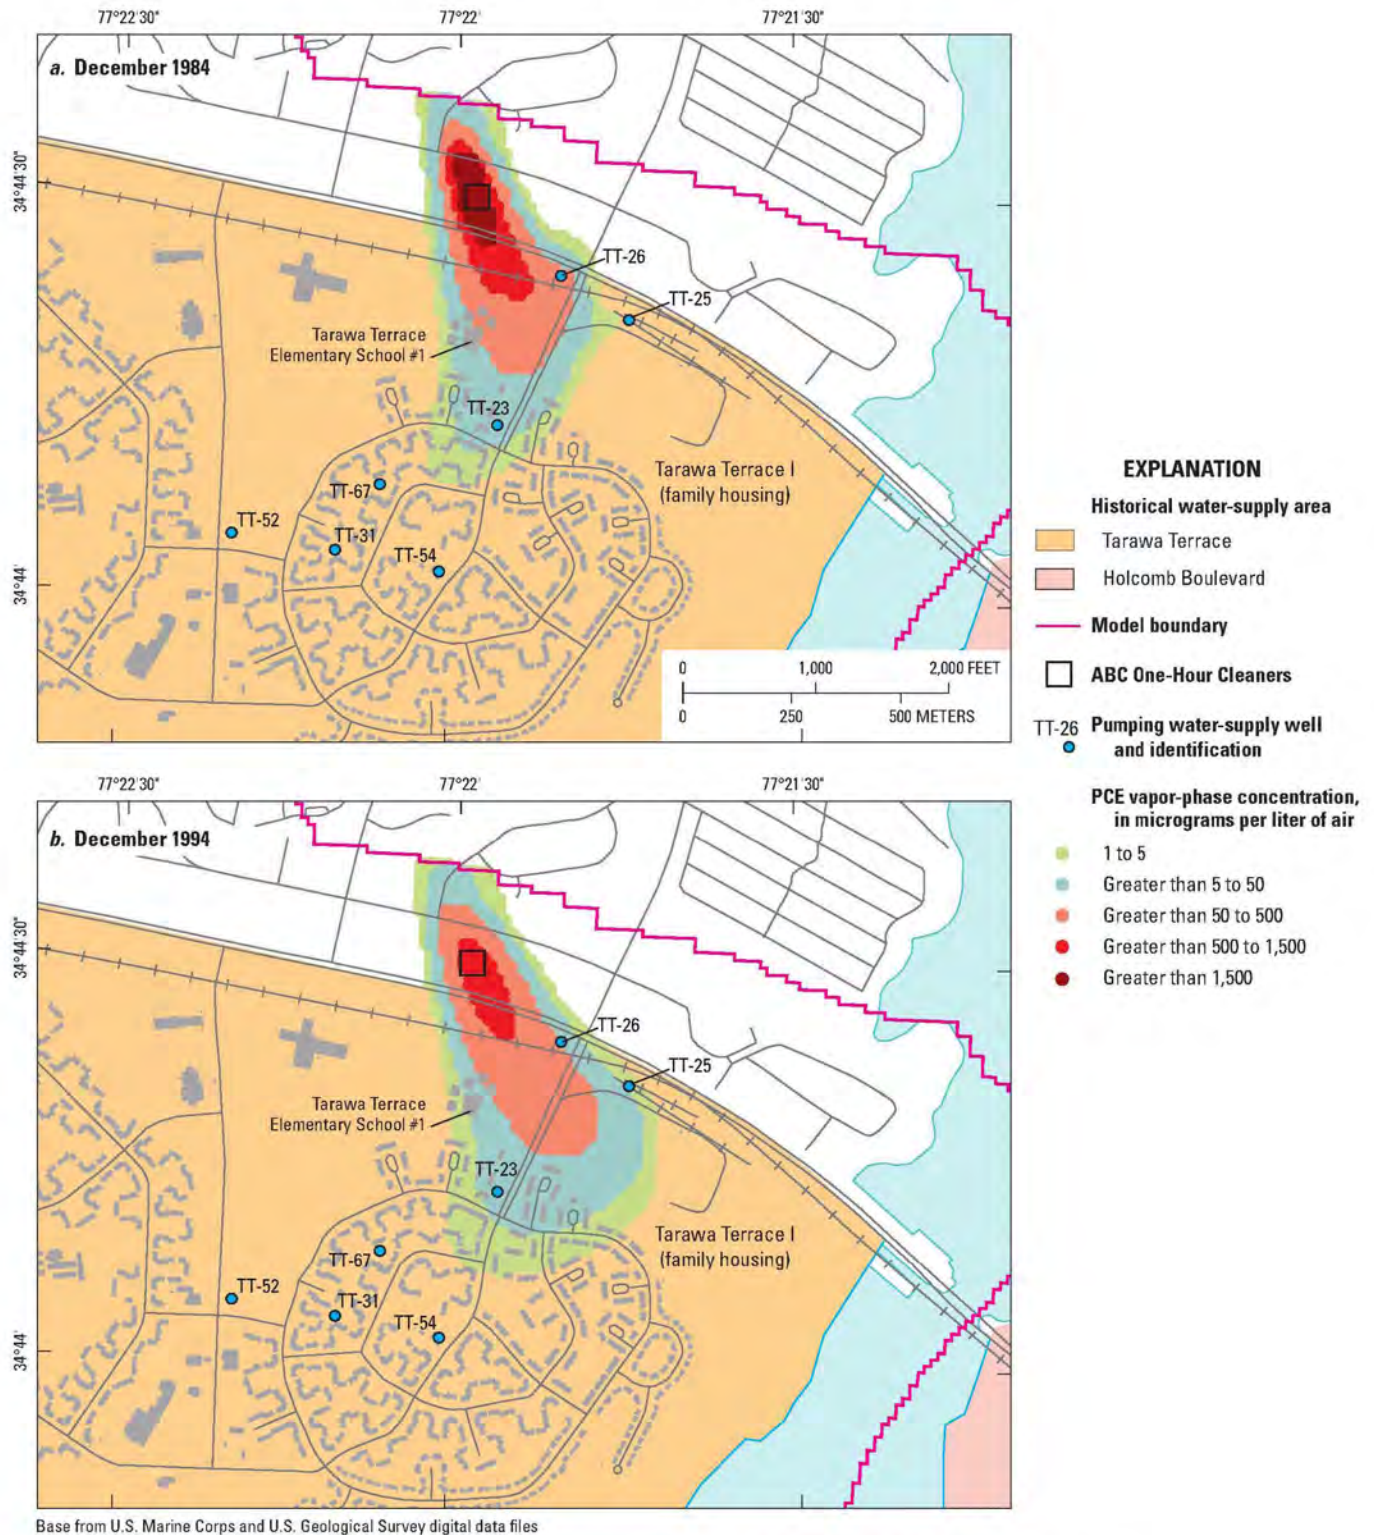 77°22'30"
77°22'
77°21'30"
a. December 1984
34°44'30"
TT-26
TT-25
Tarawa Terrace
Elementary School #1
TT-23
Tarawa Terrace I
(family housing)
TT-67
TT-52
TT-31
TT-54
34°44'
0
1,000
2,000 FEET
0
250
500 METERS
EXPLANATION
Historical water-supply area
Tarawa Terrace
Holcomb Boulevard
Model boundary
ABC One-Hour Cleaners
TT-26
Pumping water-supply well
and identification
PCE vapor-phase concentration,
in micrograms per liter of air
1 to 5
Greater than 5 to 50
Greater than 50 to 500
Greater than 500 to 1,500
Greater than 1,500
77°22'30"
77°22'
77°21'30"
b. December 1994
34°44'30"
TT-26
TT-25
Tarawa Terrace
Elementary School #1
TT-23
Tarawa Terrace I
(family housing)
TT-67
TT-52
TT-31
TT-54
34°44'
Base from U.S. Marine Corps and U.S. Geological Survey digital data files